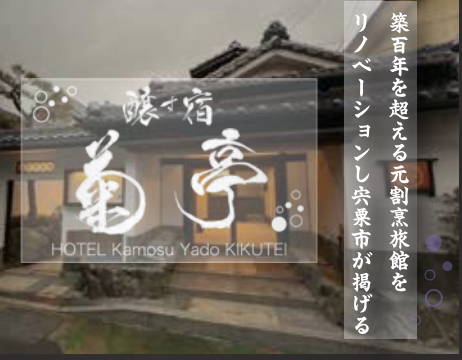 築百年を超える元割烹旅館を
リノベーションし宍粟市が掲げる
醸す宿
菊亭
HOTEL Kamosu Yado KIKUTEI